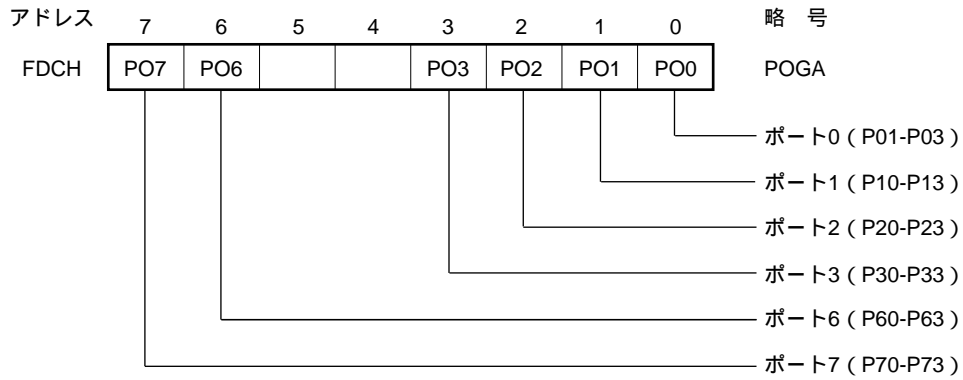 アドレス 7 6 5 4 3 2 1 0 略 号
FDCH PO7 PO6 PO3 PO2 PO1 PO0 POGA
ポート0（P01-P03）
ポート1（P10-P13）
ポート2（P20-P23）
ポート3（P30-P33）
ポート6（P60-P63）
ポート7（P70-P73）